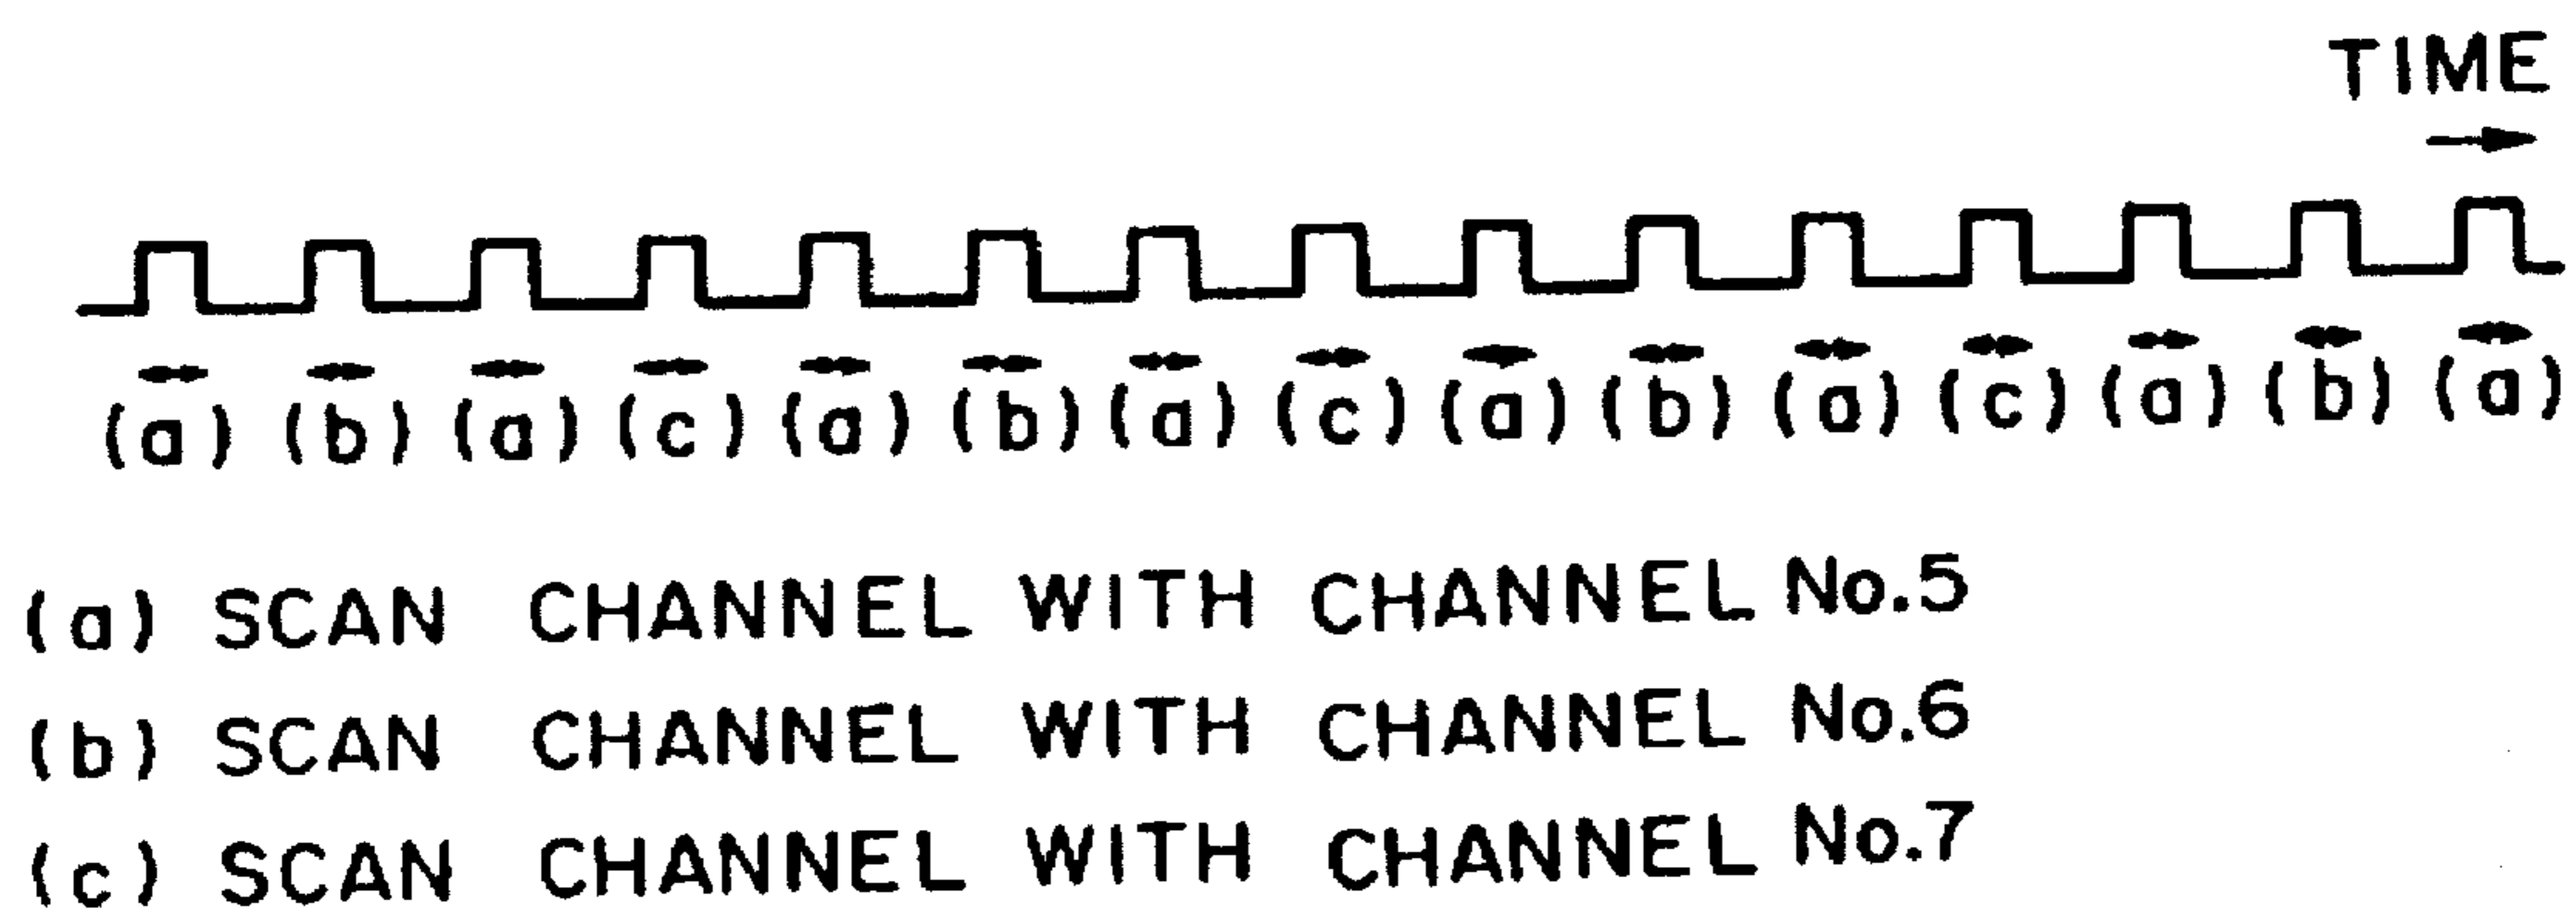 TIME
(a) (b) (a) (c) (a) (b) (a) (c) (a) (b) (a) (c) (a) (b) (a)
(a) SCAN CHANNEL WITH CHANNEL No.5
(b) SCAN CHANNEL WITH CHANNEL No.6
(c) SCAN CHANNEL WITH CHANNEL No.7